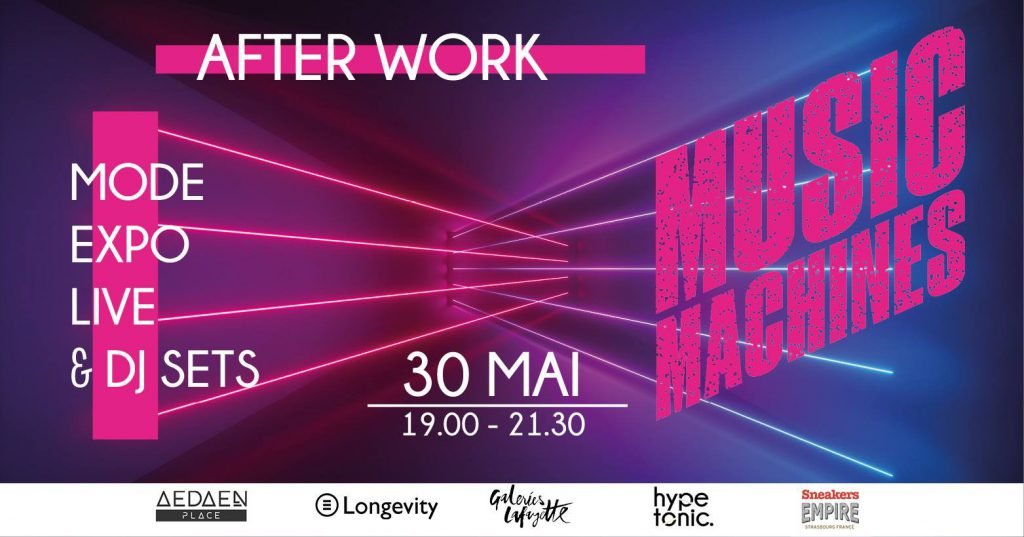 AFTER WORK
MODE
EXPO
LIVE
& DJ SETS
30 MAI
19.00 - 21.30
MUSIC
MACHINES
AEDAEN
PLACE
Longevity
Galeries
Lafayette
hype
tonic.
Sneakers
EMPIRE
STRASBOURG FRANCE